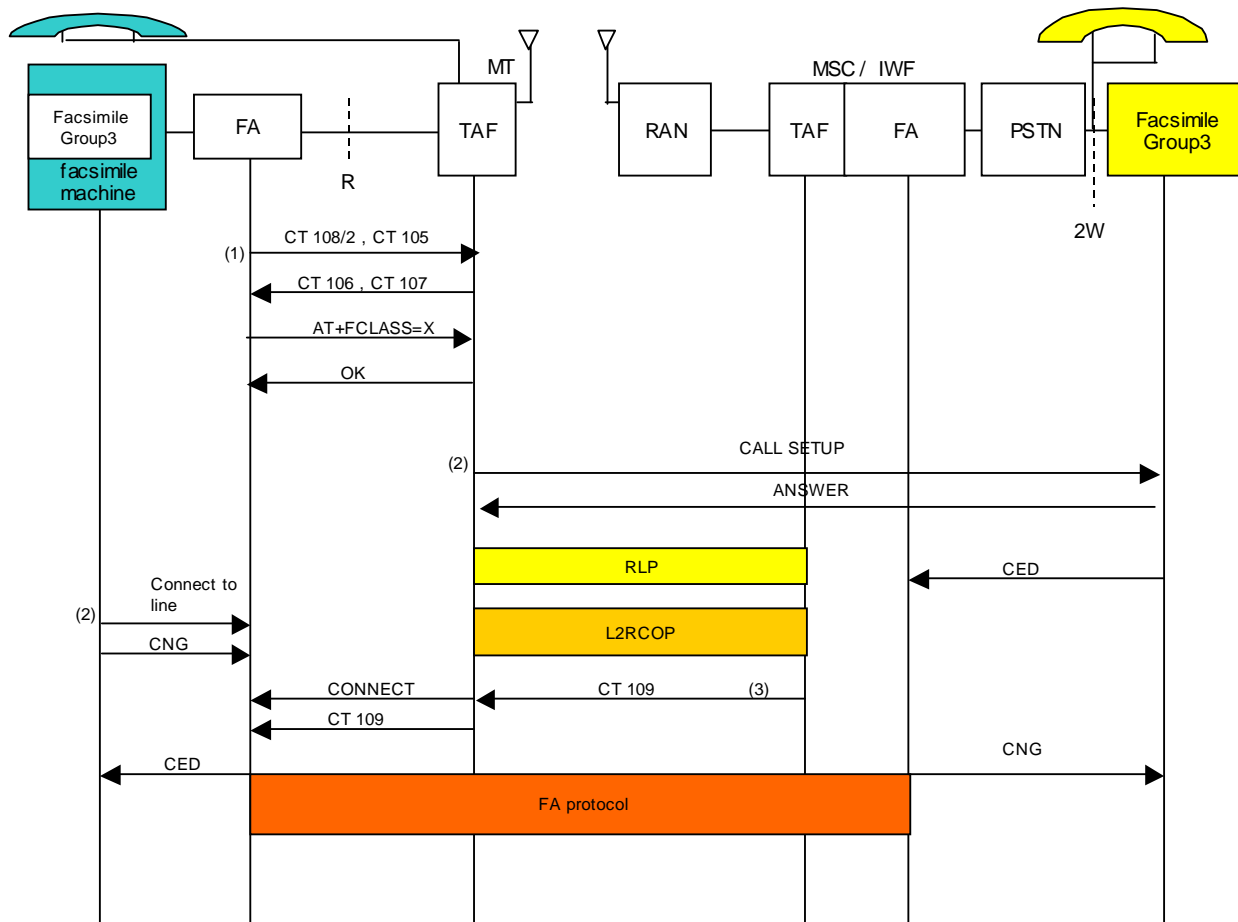 MT
MSC / IWF
Facsimile
Group3
facsimile
machine
FA
R
TAF
RAN
TAF
FA
PSTN
2W
Facsimile
Group3
(1)
CT 108/2 , CT 105
CT 106 , CT 107
AT+FCLASS=X
OK
(2)
CALL SETUP
ANSWER
RLP
CED
Connect to
line
(2)
L2RCOP
CNG
CONNECT
CT 109
(3)
CT 109
CED
CNG
FA protocol